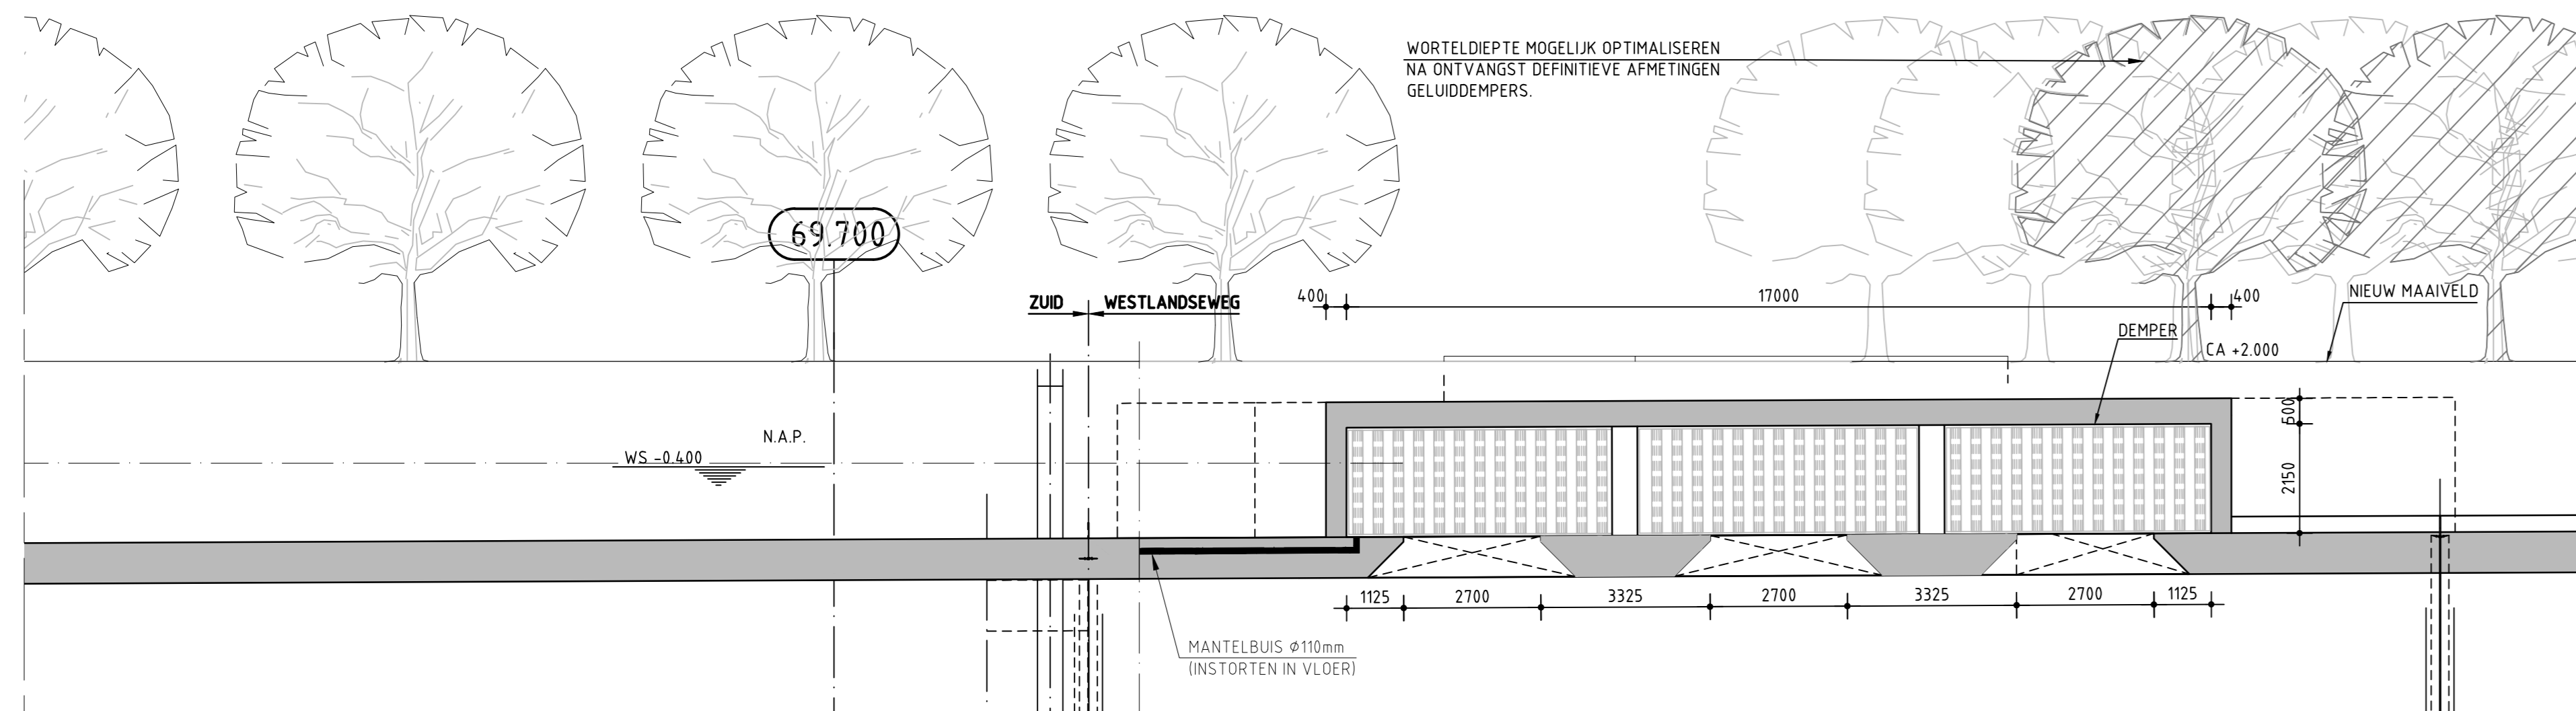 WORTELDIEPTE MOGELIJK OPTIMALISEREN
NA ONTVANGST DEFINITIEVE AFMETINGEN
GELUIDDEMPERS.
69.700
ZUID WESTLANDSEWEG
400 17000 400
NIEUW MAAIVELD
DEMPER
CA +2.000
N.A.P.
WS -0.400
500
2150
1125 2700 3325 2700 3325 2700 1125
MANTELBUIS Ø110mm
(INSTORTEN IN VLOER)